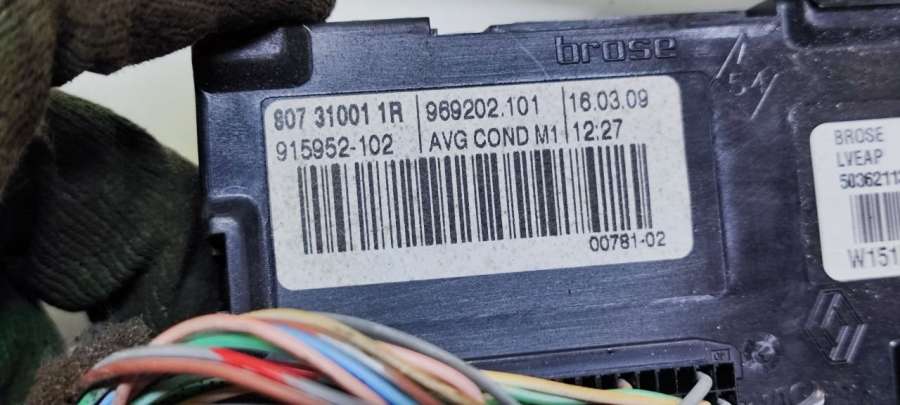 brose
807 31001 1R
969202.101
16.03.09
915952-102
AVG COND M1
12:27
00781-02
BROSE
LVEAP
5036211
W151